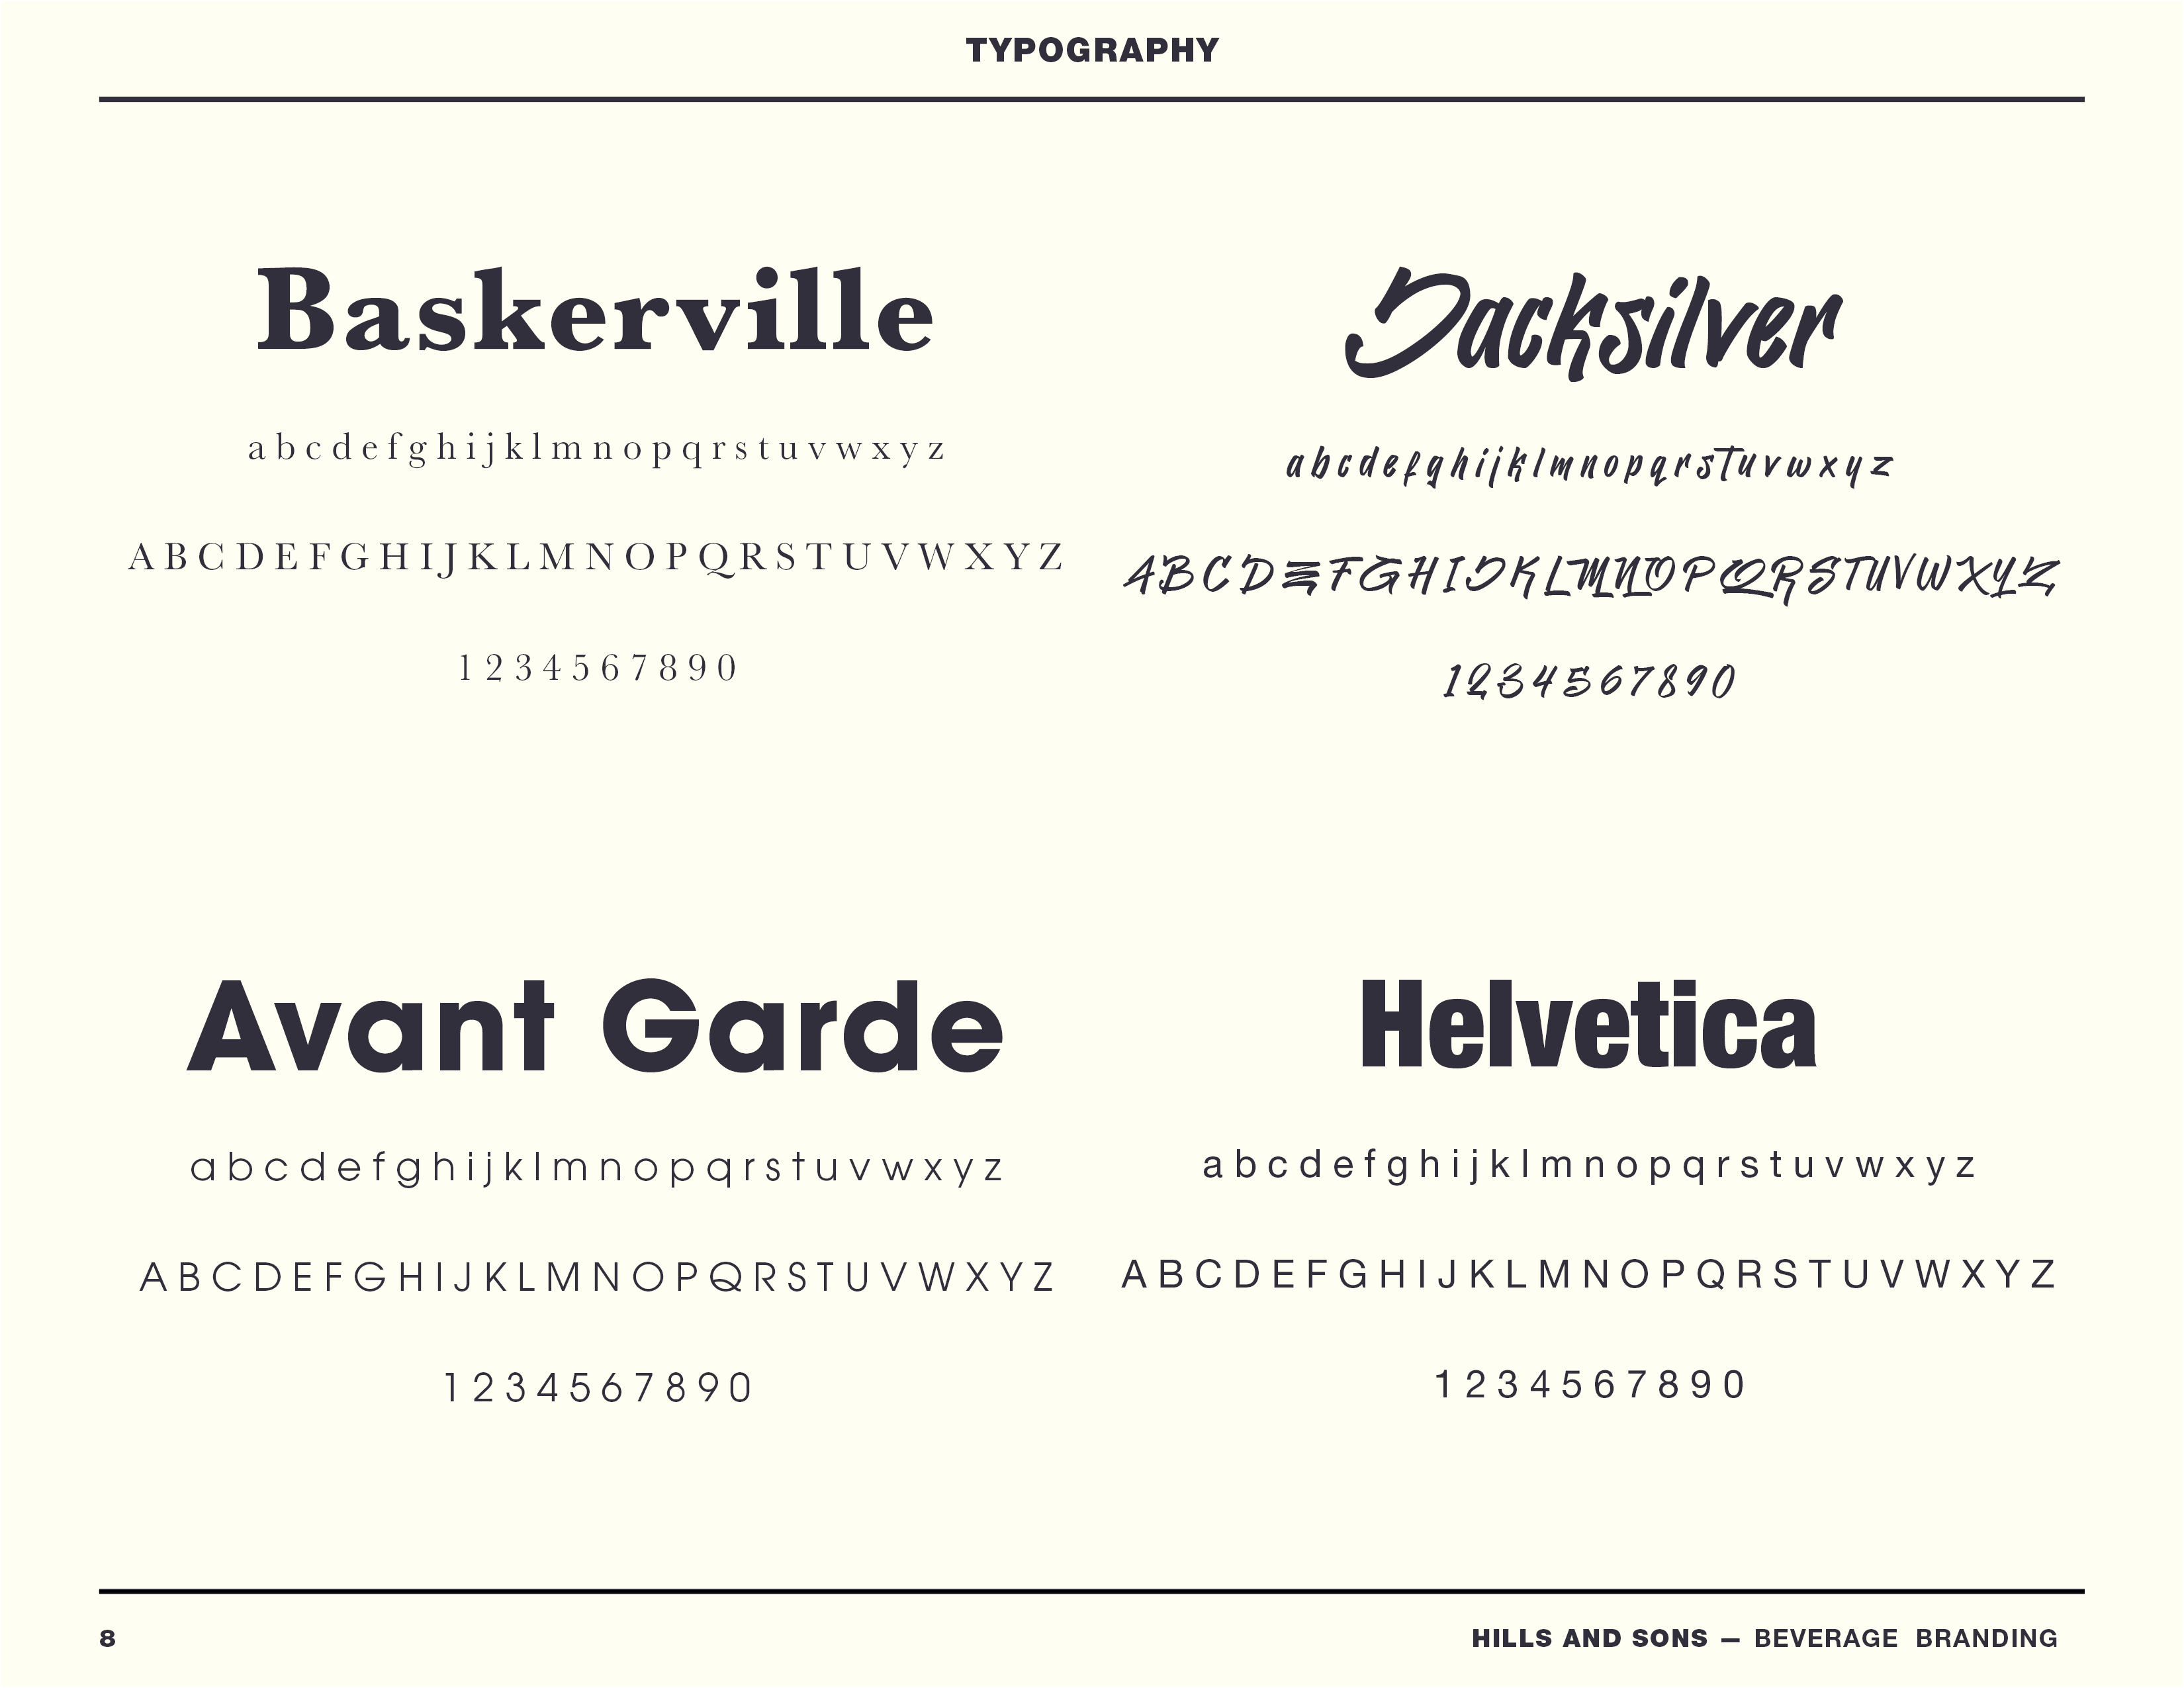 TYPOGRAPHY
Baskerville
a b c d e f g h i j k l m n o p q r s t u v w x y z
A B C D E F G H I J K L M N O P Q R S T U V W X Y Z
1 2 3 4 5 6 7 8 9 0
Jacksilver
a b c d e f g h i j k l m n o p q r s t u v w x y z
A B C D E F G H I J K L M N O P Q R S T U V W X Y Z
1 2 3 4 5 6 7 8 9 0
Avant Garde
a b c d e f g h i j k l m n o p q r s t u v w x y z
A B C D E F G H I J K L M N O P Q R S T U V W X Y Z
1 2 3 4 5 6 7 8 9 0
Helvetica
a b c d e f g h i j k l m n o p q r s t u v w x y z
A B C D E F G H I J K L M N O P Q R S T U V W X Y Z
1 2 3 4 5 6 7 8 9 0
8
HILLS AND SONS — BEVERAGE BRANDING